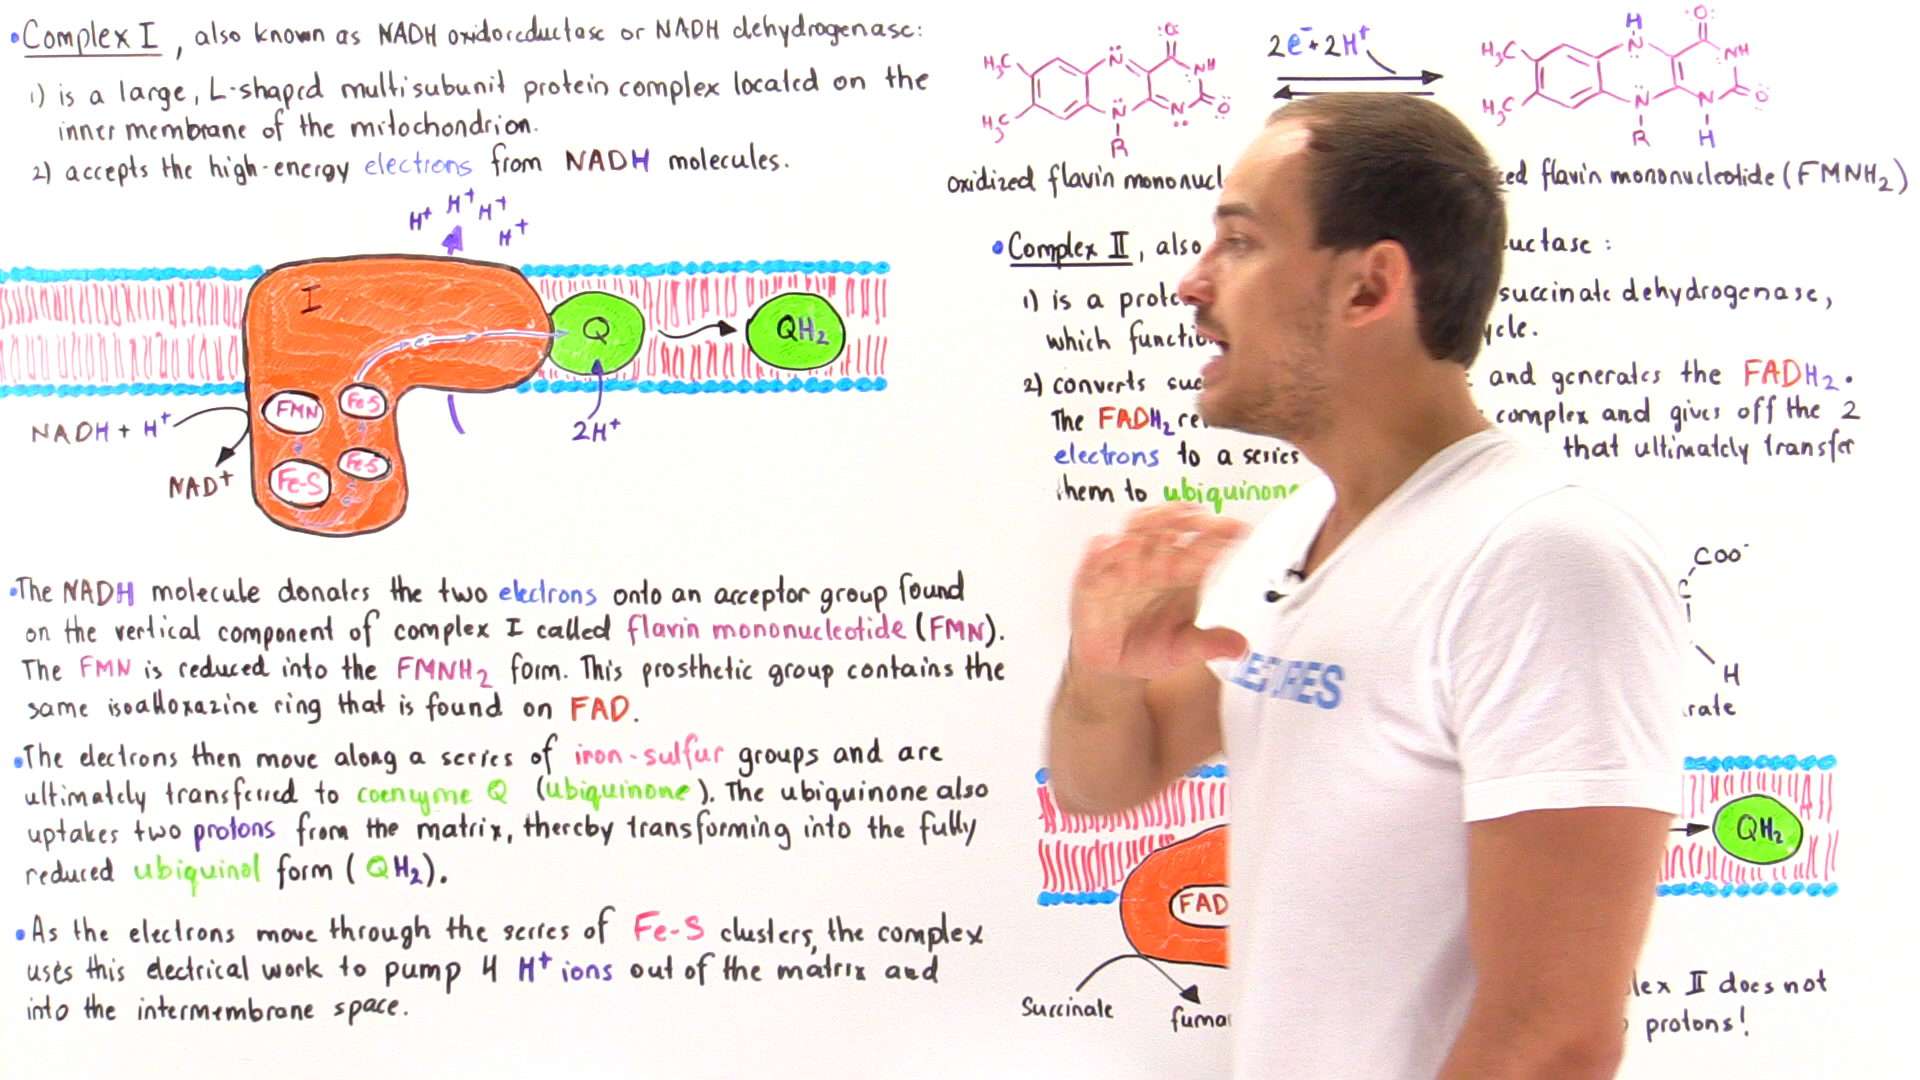 •Complex I, also known as NADH oxidoreductase or NADH dehydrogenase:
1) is a large, L-shaped multisubunit protein complex located on the
inner membrane of the mitochondrion.
2) accepts the high-energy electrons from NADH molecules.
H+ H+ H+ H+
I
Q
QH2
FMN
Fe-S
Fe-S
Fe-S
e-
NADH + H+
NAD+
2H+
•The NADH molecule donates the two electrons onto an acceptor group found
on the vertical component of complex I called flavin mononucleotide (FMN).
The FMN is reduced into the FMNH2 form. This prosthetic group contains the
same isoalloxazine ring that is found on FAD.
•The electrons then move along a series of iron-sulfur groups and are
ultimately transferred to coenzyme Q (ubiquinone). The ubiquinone also
uptakes two protons from the matrix, thereby transforming into the fully
reduced ubiquinol form (QH2).
•As the electrons move through the series of Fe-S clusters, the complex
uses this electrical work to pump 4 H+ ions out of the matrix and
into the intermembrane space.
H3C
H3C
N
N
R
O
NH
O
N
2e- + 2H+
H3C
H3C
H
N
N
R
O
NH
O
N
H
oxidized flavin
flavin mononucleotide (FMNH2)
•Complex II, also
:
1) is a
succinate dehydrogenase,
which
2) converts
and generates the FADH2.
The FADH2
complex and gives off the 2
electrons to a series
that ultimately transfer
them to ubiquinone
COO-
C
H
FAD
QH2
Succinate
II does not
protons!